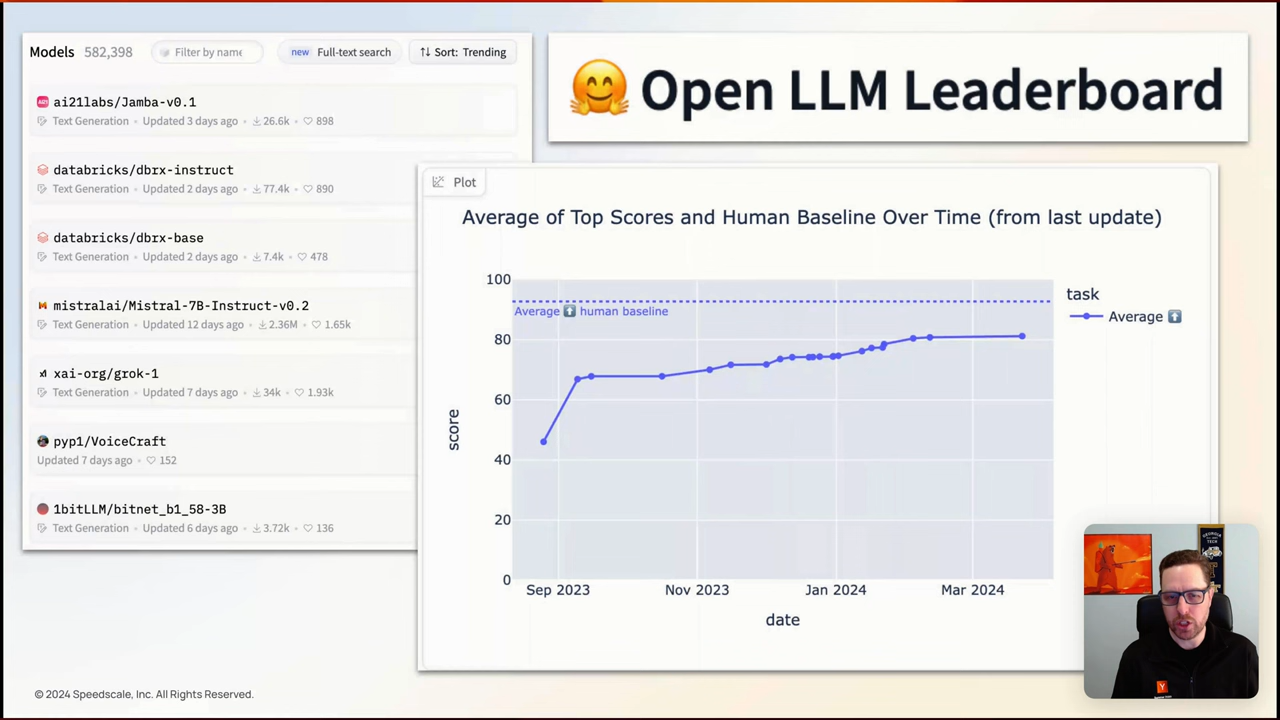 Models 582,398 Filter by name new Full-text search Sort: Trending
ai21labs/Jamba-v0.1
Text Generation • Updated 3 days ago • 26.6k • 898
databricks/dbrx-instruct
Text Generation • Updated 2 days ago • 77.4k • 890
databricks/dbrx-base
Text Generation • Updated 2 days ago • 7.4k • 478
mistralai/Mistral-7B-Instruct-v0.2
Text Generation • Updated 12 days ago • 2.36M • 1.65k
xai-org/grok-1
Text Generation • Updated 7 days ago • 34k • 1.93k
pyp1/VoiceCraft
Updated 7 days ago • 152
1bitLLM/bitnet_b1_58-3B
Text Generation • Updated 6 days ago • 3.72k • 136
🤗 Open LLM Leaderboard
Plot
Average of Top Scores and Human Baseline Over Time (from last update)
100
80
60
40
20
0
score
Average ⬆️ human baseline
task
Average ⬆️
Sep 2023 Nov 2023 Jan 2024 Mar 2024
date
© 2024 Speedscale, Inc. All Rights Reserved.